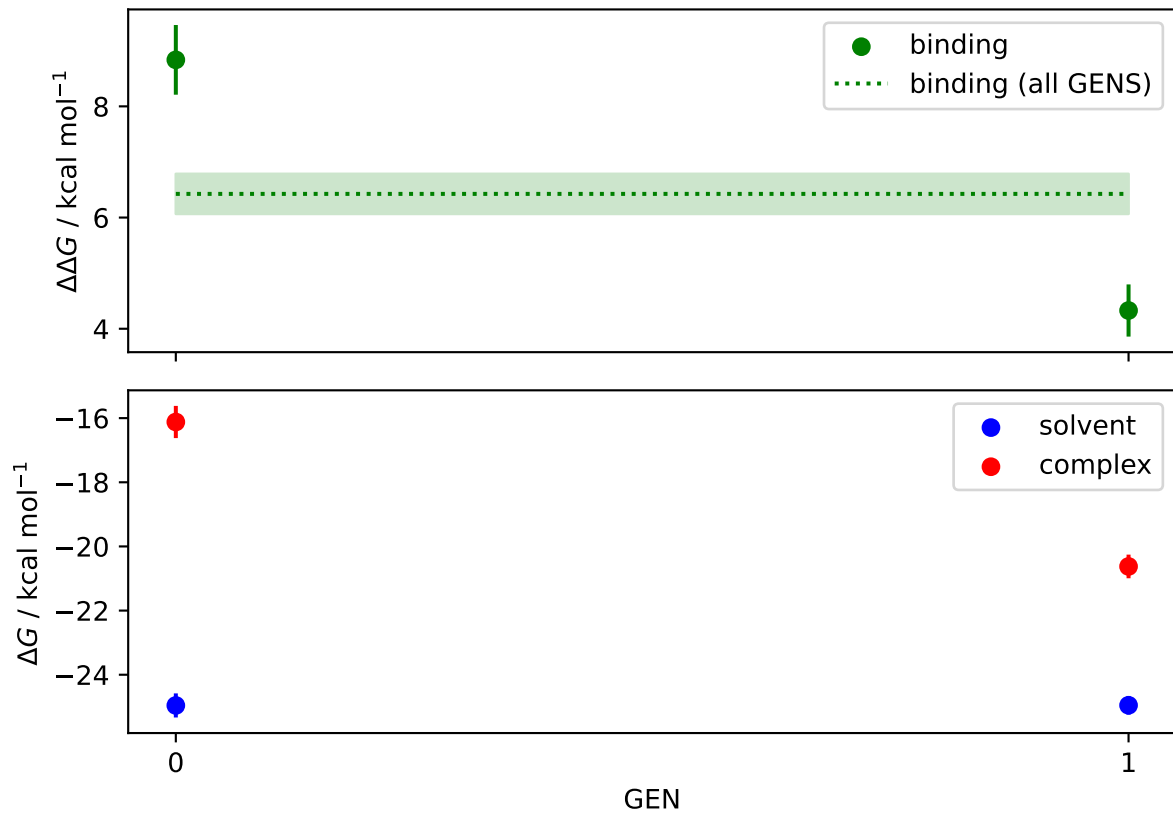 binding
binding (all GENS)
ΔΔG / kcal mol⁻¹
8
6
4
solvent
complex
ΔG / kcal mol⁻¹
−16
−18
−20
−22
−24
0
1
GEN